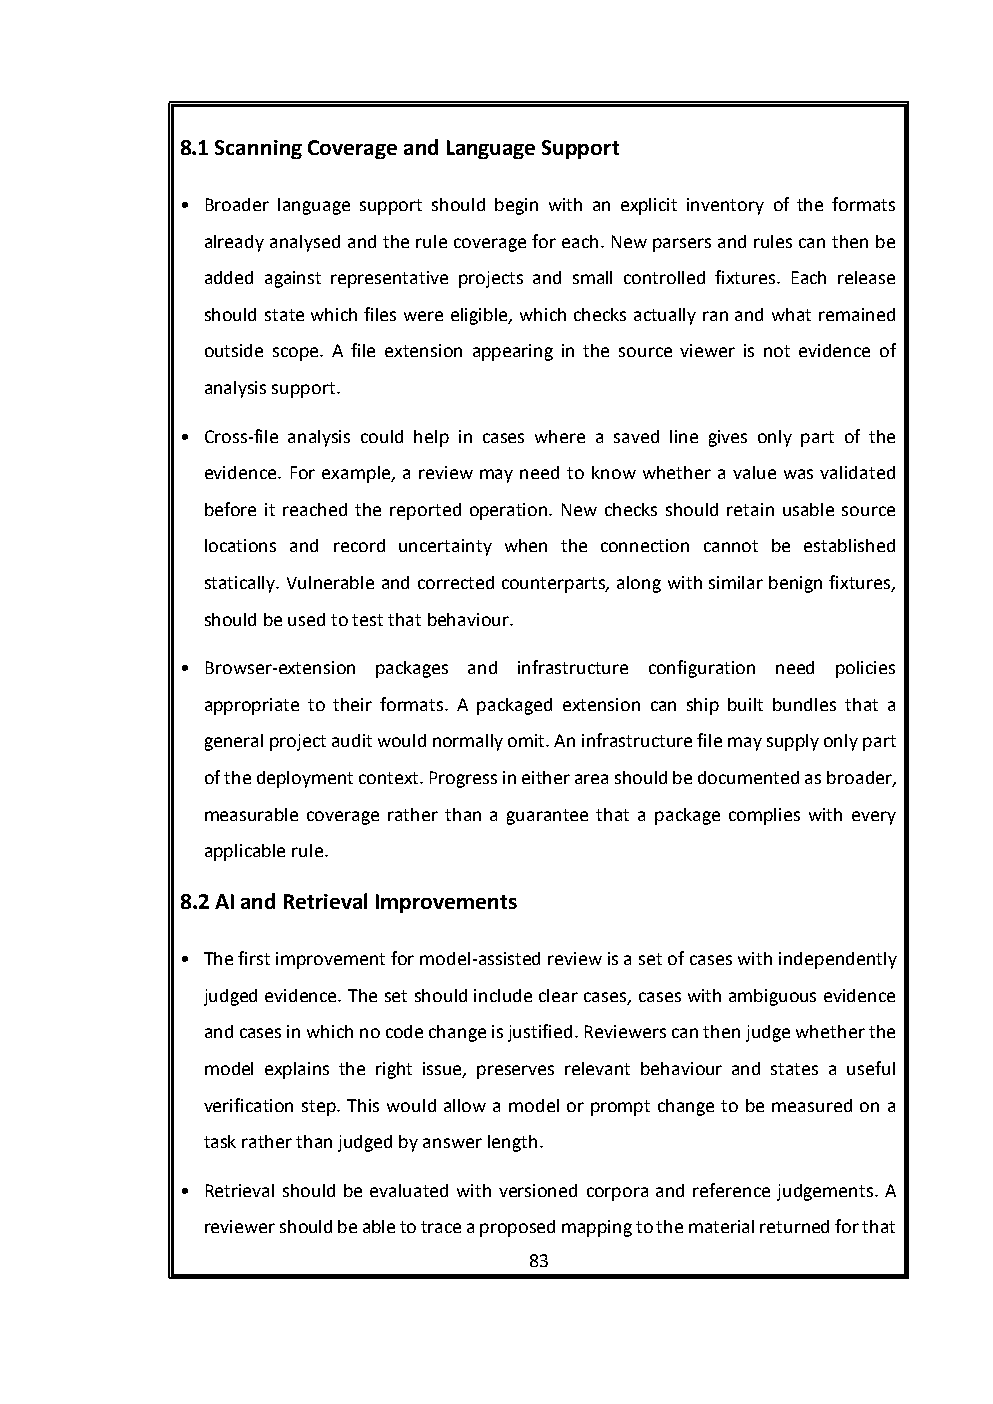 8.1 Scanning Coverage and Language Support
• Broader language support should begin with an explicit inventory of the formats
already analysed and the rule coverage for each. New parsers and rules can then be
added against representative projects and small controlled fixtures. Each release
should state which files were eligible, which checks actually ran and what remained
outside scope. A file extension appearing in the source viewer is not evidence of
analysis support.
• Cross-file analysis could help in cases where a saved line gives only part of the
evidence. For example, a review may need to know whether a value was validated
before it reached the reported operation. New checks should retain usable source
locations and record uncertainty when the connection cannot be established
statically. Vulnerable and corrected counterparts, along with similar benign fixtures,
should be used to test that behaviour.
• Browser-extension packages and infrastructure configuration need policies
appropriate to their formats. A packaged extension can ship built bundles that a
general project audit would normally omit. An infrastructure file may supply only part
of the deployment context. Progress in either area should be documented as broader,
measurable coverage rather than a guarantee that a package complies with every
applicable rule.
8.2 AI and Retrieval Improvements
• The first improvement for model-assisted review is a set of cases with independently
judged evidence. The set should include clear cases, cases with ambiguous evidence
and cases in which no code change is justified. Reviewers can then judge whether the
model explains the right issue, preserves relevant behaviour and states a useful
verification step. This would allow a model or prompt change to be measured on a
task rather than judged by answer length.
• Retrieval should be evaluated with versioned corpora and reference judgements. A
reviewer should be able to trace a proposed mapping to the material returned for that
83